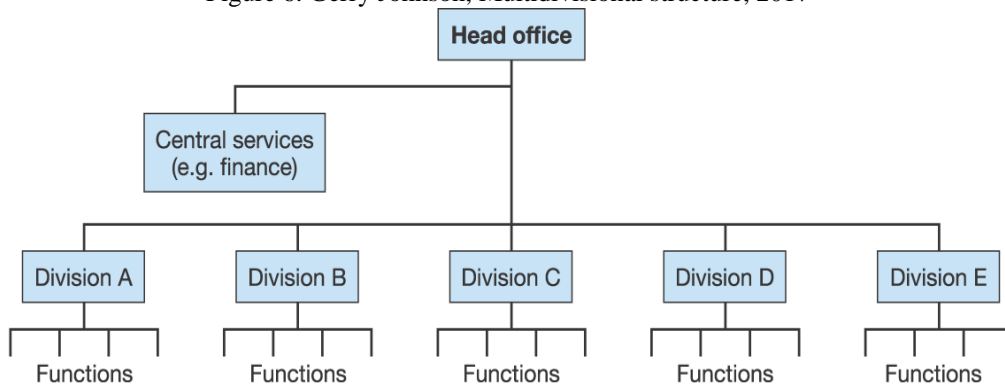 Head office
Central services
(e.g. finance)
Division A
Division B
Division C
Division D
Division E
Functions
Functions
Functions
Functions
Functions